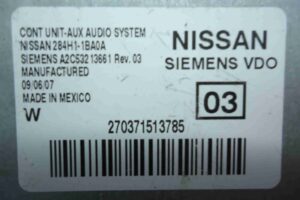 CONT UNIT-AUX AUDIO SYSTEM
NISSAN 284H1-1BA0A
SIEMENS A2C53213661 Rev. 03
MANUFACTURED
09/06/07
MADE IN MEXICO
W
NISSAN
SIEMENS VDO
03
270371513785